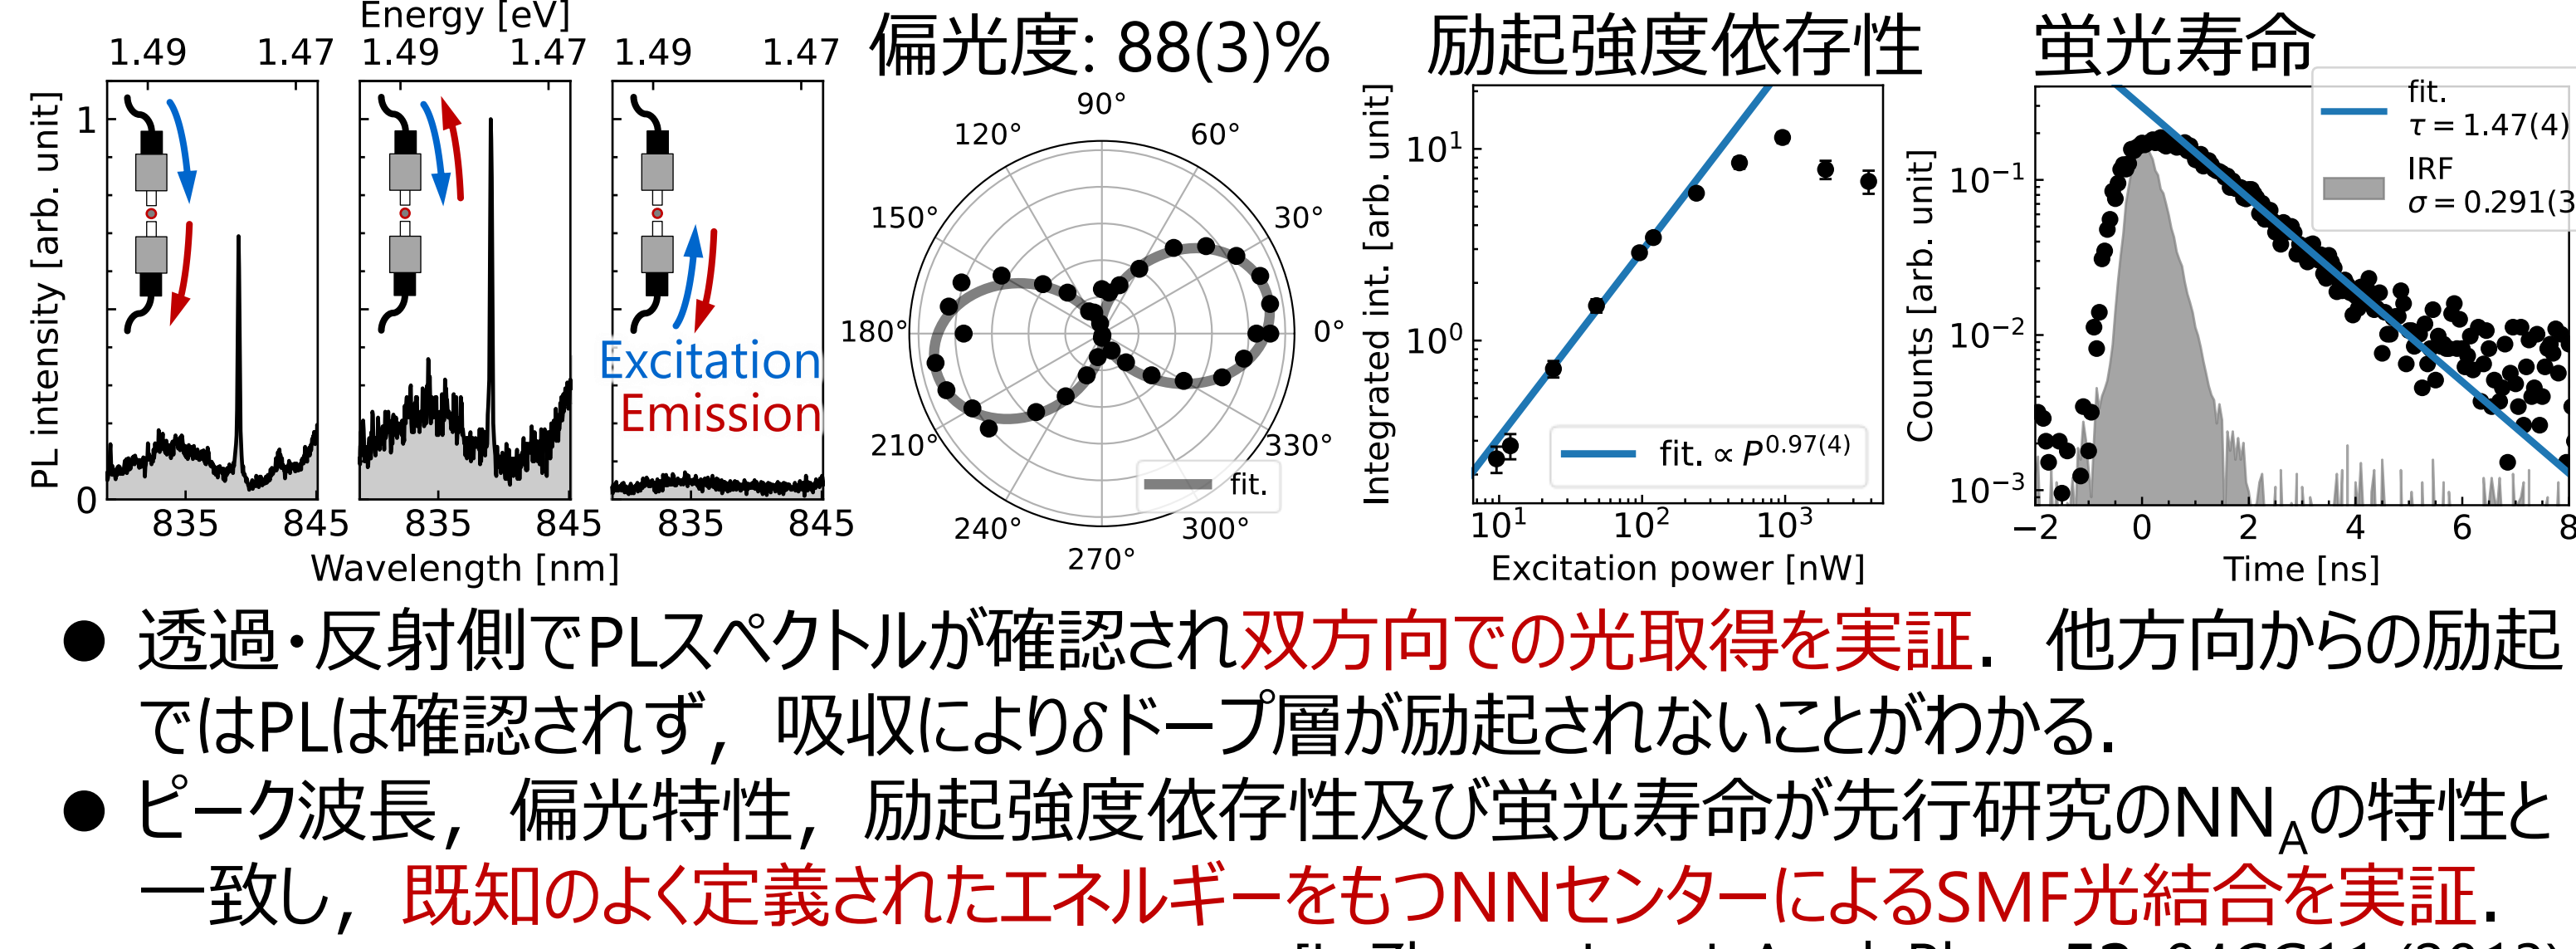 Energy [eV]
1.49 1.47 1.49 1.47 1.49 1.47
PL intensity [arb. unit]
1
0
Excitation
Emission
835 845 835 845 835 845
Wavelength [nm]
偏光度: 88(3)%
90°
120° 60°
150° 30°
180° 0°
210° 330°
240° 300°
270°
fit.
励起強度依存性
Integrated int. [arb. unit]
10¹
10⁰
fit. ∝ P^0.97(4)
10¹ 10² 10³
Excitation power [nW]
蛍光寿命
fit.
τ = 1.47(4)
IRF
σ = 0.291(3
Counts [arb. unit]
10⁻¹
10⁻²
10⁻³
−2 0 2 4 6 8
Time [ns]
● 透過・反射側でPLスペクトルが確認され双方向での光取得を実証． 他方向からの励起
ではPLは確認されず，吸収によりδドープ層が励起されないことがわかる．
● ピーク波長，偏光特性，励起強度依存性及び蛍光寿命が先行研究のNN_Aの特性と
一致し，既知のよく定義されたエネルギーをもつNNセンターによるSMF光結合を実証．